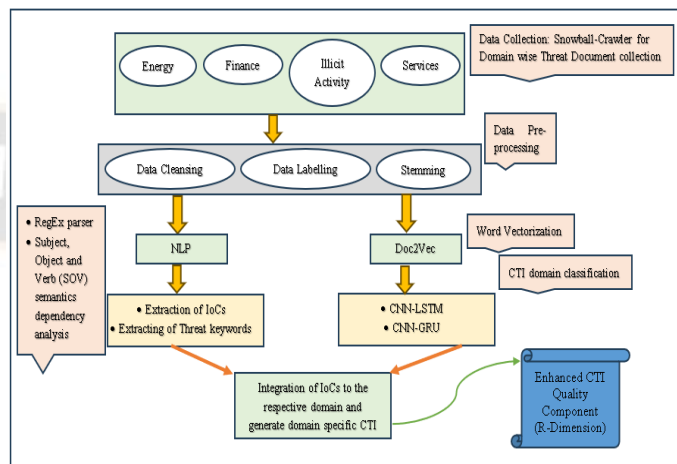 Energy
Finance
Illicit
Activity
Services
Data Collection: Snowball-Crawler for
Domain wise Threat Document collection
Data Pre-
processing
Data Cleansing
Data Labelling
Stemming
• RegEx parser
• Subject,
Object and
Verb (SOV)
semantics
dependency
analysis
NLP
Doc2Vec
Word Vectorization
CTI domain classification
• Extraction of IoCs
• Extracting of Threat keywords
• CNN-LSTM
• CNN-GRU
Integration of IoCs to the
respective domain and
generate domain specific CTI
Enhanced CTI
Quality
Component
(R-Dimension)